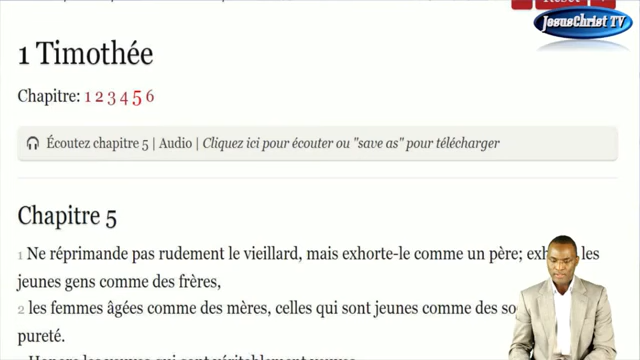 JesusChrist TV
1 Timothée
Chapitre: 1 2 3 4 5 6
Écoutez chapitre 5 | Audio | Cliquez ici pour écouter ou "save as" pour télécharger
Chapitre 5
1 Ne réprimande pas rudement le vieillard, mais exhorte-le comme un père; les
jeunes gens comme des frères,
2 les femmes âgées comme des mères, celles qui sont jeunes comme des
pureté.